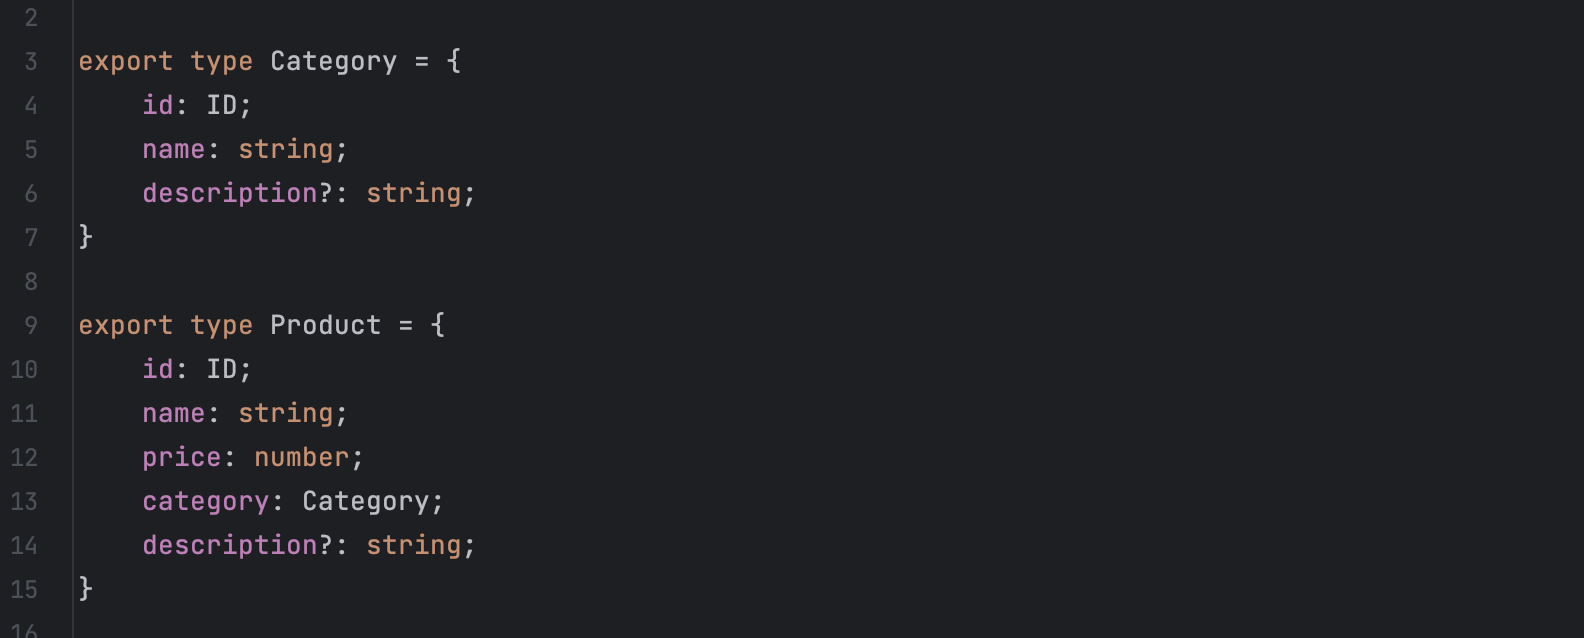 2
3 export type Category = {
4     id: ID;
5     name: string;
6     description?: string;
7 }
8
9 export type Product = {
10     id: ID;
11     name: string;
12     price: number;
13     category: Category;
14     description?: string;
15 }
16